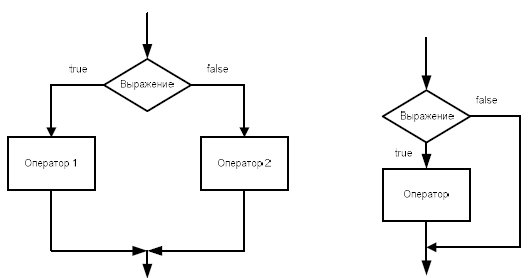 true
false
Выражение
Оператор 1
Оператор 2
false
Выражение
true
Оператор